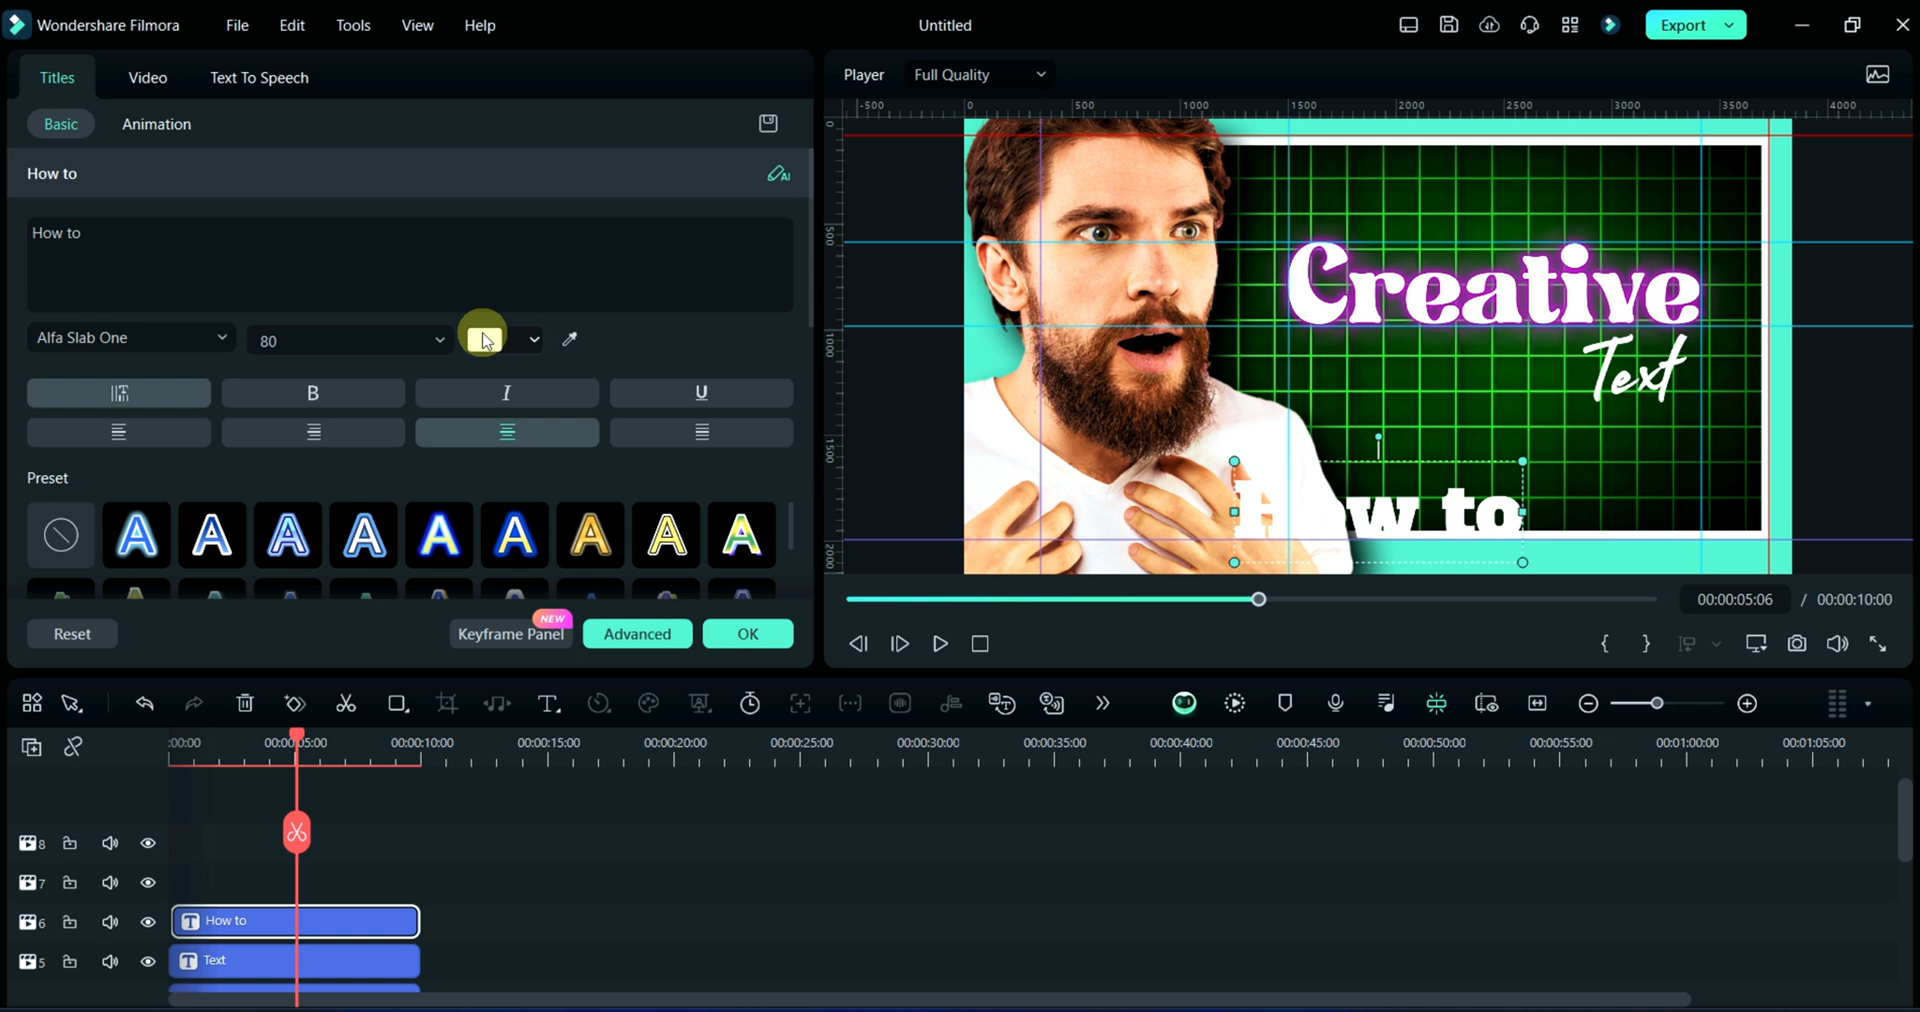 Wondershare Filmora File Edit Tools View Help Untitled Export
Titles Video Text To Speech
Basic Animation
How to
AI
How to
Alfa Slab One 80
B I U
Preset
A A A A A A A A A
NEW
Reset Keyframe Panel Advanced OK
Player Full Quality
-500 0 500 1000 1500 2000 2500 3000 3500 4000
0
500
1000
1500
2000
Creative
Text
How to
00:00:05:06 / 00:00:10:00
:00:00 00:00:05:00 00:00:10:00 00:00:15:00 00:00:20:00 00:00:25:00 00:00:30:00 00:00:35:00 00:00:40:00 00:00:45:00 00:00:50:00 00:00:55:00 00:01:00:00 00:01:05:00
8
7
6 T How to
5 T Text